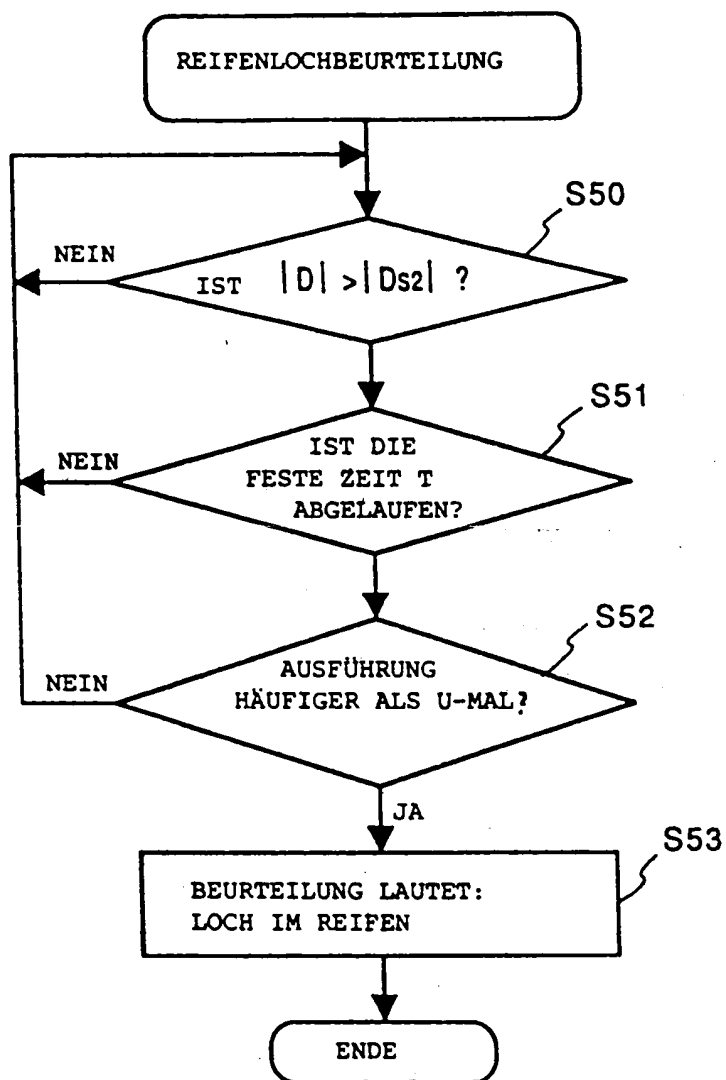 REIFENLOCHBEURTEILUNG
S50
NEIN
IST |D| >|Ds2| ?
S51
NEIN
IST DIE
FESTE ZEIT T
ABGELAUFEN?
S52
NEIN
AUSFÜHRUNG
HÄUFIGER ALS U-MAL?
JA
S53
BEURTEILUNG LAUTET:
LOCH IM REIFEN
ENDE